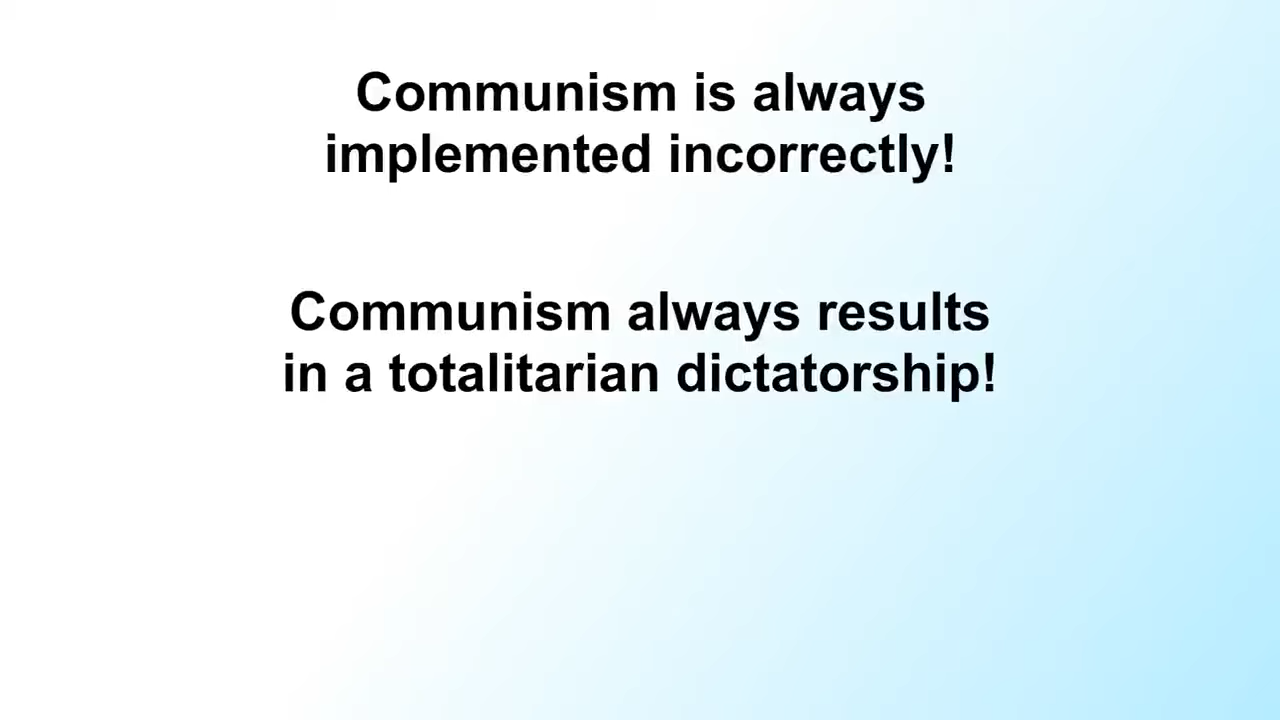 Communism is always
implemented incorrectly!
Communism always results
in a totalitarian dictatorship!